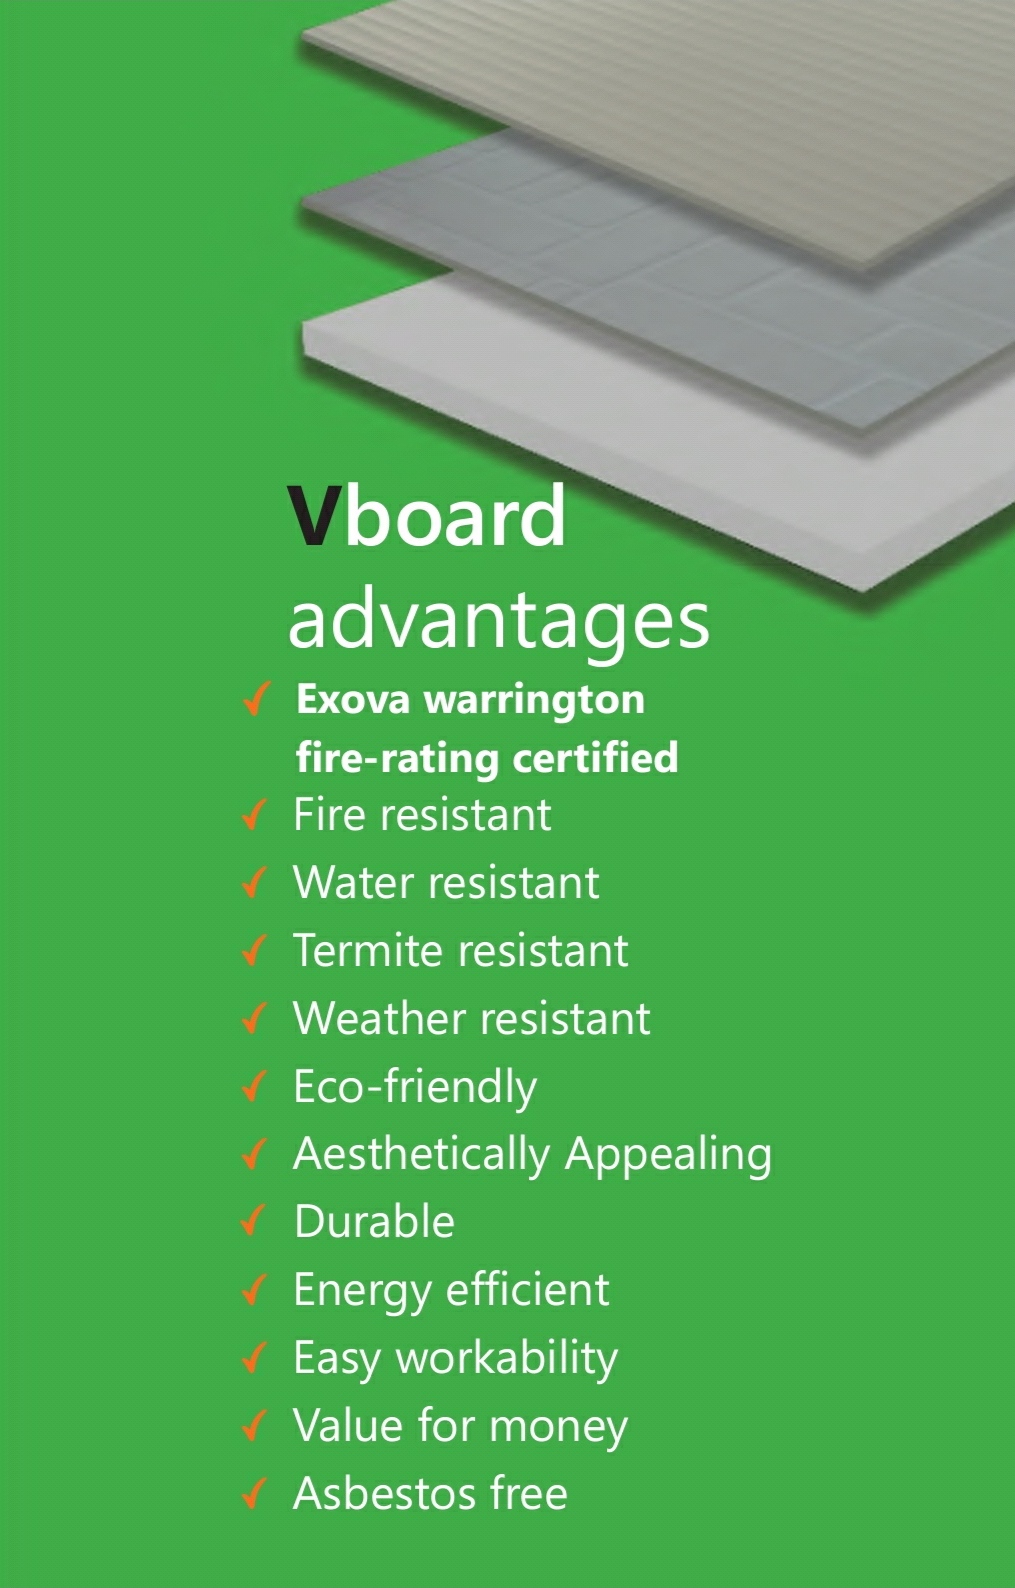 Vboard
advantages
Exova warrington
fire-rating certified
Fire resistant
Water resistant
Termite resistant
Weather resistant
Eco-friendly
Aesthetically Appealing
Durable
Energy efficient
Easy workability
Value for money
Asbestos free